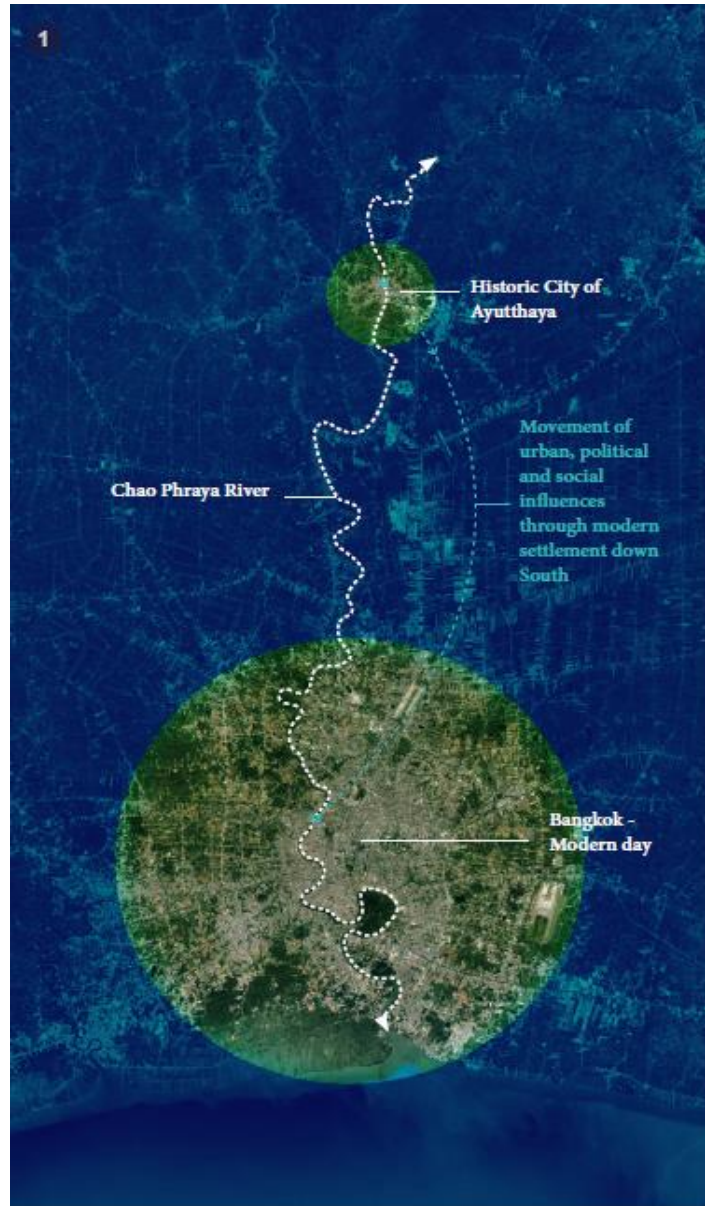 1
Historic City of
Ayutthaya
Movement of
urban, political
and social
influences
through modern
settlement down
South
Chao Phraya River
Bangkok -
Modern day